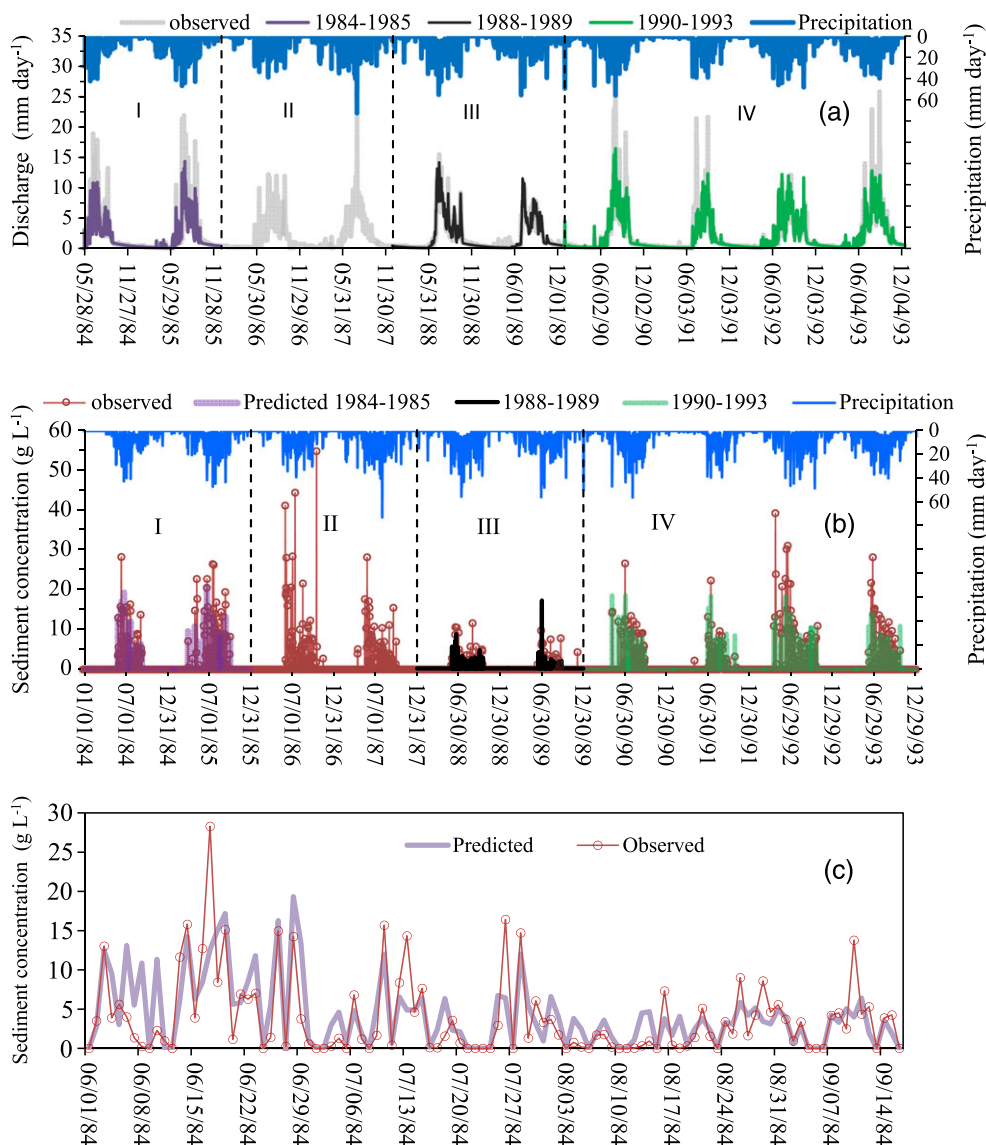 observed 1984-1985 1988-1989 1990-1993 Precipitation
Discharge (mm day-1)
35
30
25
20
15
10
5
0
I II III IV (a)
0
20
40
60
Precipitation (mm day-1)
05/28/84 11/27/84 05/29/85 11/28/85 05/30/86 11/29/86 05/31/87 11/30/87 05/31/88 11/30/88 06/01/89 12/01/89 06/02/90 12/02/90 06/03/91 12/03/91 06/03/92 12/03/92 06/04/93 12/04/93
observed Predicted 1984-1985 1988-1989 1990-1993 Precipitation
Sediment concentration (g L-1)
60
50
40
30
20
10
0
I II III IV (b)
0
20
40
60
Precipitation (mm day-1)
01/01/84 07/01/84 12/31/84 07/01/85 12/31/85 07/01/86 12/31/86 07/01/87 12/31/87 06/30/88 12/30/88 06/30/89 12/30/89 06/30/90 12/30/90 06/30/91 12/30/91 06/29/92 12/29/92 06/29/93 12/29/93
Sediment concentration (g L-1)
30
25
20
15
10
5
0
Predicted Observed (c)
06/01/84 06/08/84 06/15/84 06/22/84 06/29/84 07/06/84 07/13/84 07/20/84 07/27/84 08/03/84 08/10/84 08/17/84 08/24/84 08/31/84 09/07/84 09/14/84